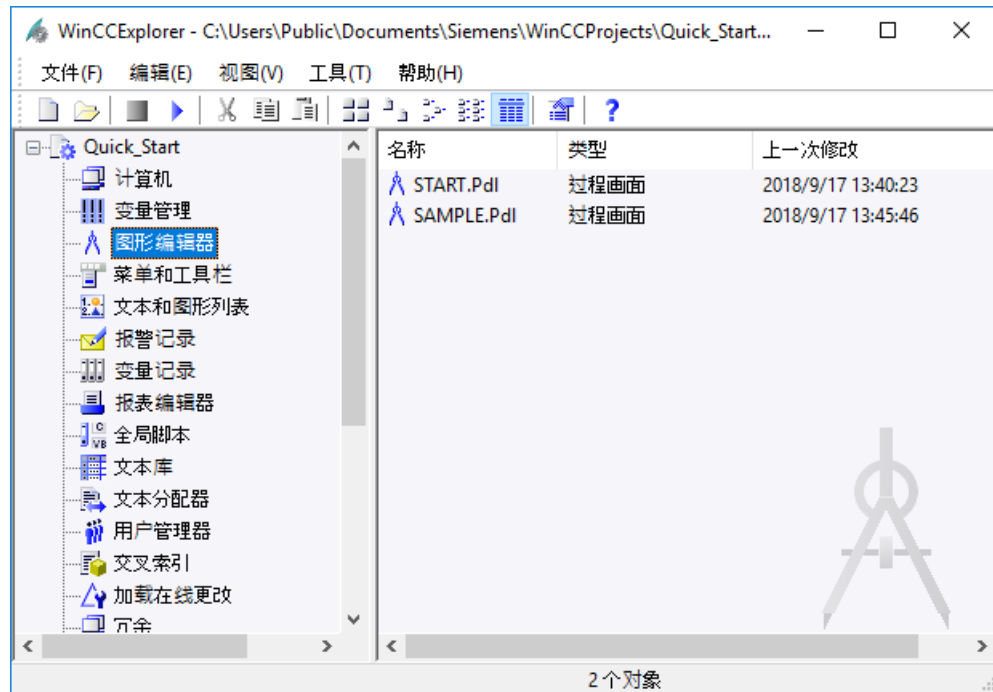 WinCCExplorer - C:\Users\Public\Documents\Siemens\WinCCProjects\Quick_Start...
文件(F) 编辑(E) 视图(V) 工具(T) 帮助(H)
Quick_Start
计算机
变量管理
图形编辑器
菜单和工具栏
文本和图形列表
报警记录
变量记录
报表编辑器
全局脚本
文本库
文本分配器
用户管理器
交叉索引
加载在线更改
冗余
名称 类型 上一次修改
START.Pdl 过程画面 2018/9/17 13:40:23
SAMPLE.Pdl 过程画面 2018/9/17 13:45:46
2个对象